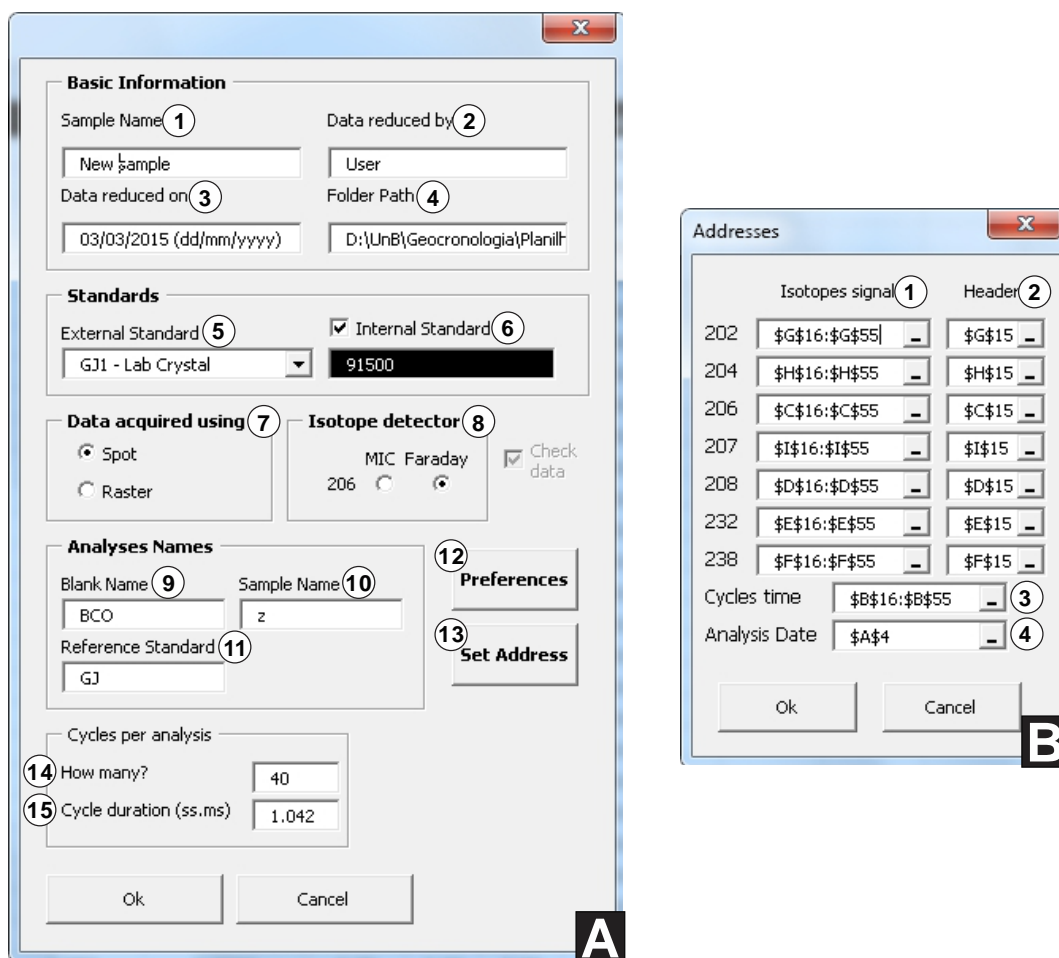 Basic Information
Sample Name 1
Data reduced by 2
New sample
User
Data reduced on 3
Folder Path 4
03/03/2015 (dd/mm/yyyy)
D:\UnB\Geocronologia\Planilh
Standards
External Standard 5
Internal Standard 6
GJ1 - Lab Crystal
91500
Data acquired using 7
Spot
Raster
Isotope detector 8
MIC Faraday
206
Check
data
Analyses Names
Blank Name 9
Sample Name 10
BCO
z
Reference Standard 11
GJ
12
Preferences
13
Set Address
Cycles per analysis
14 How many?
40
15 Cycle duration (ss.ms)
1.042
Ok
Cancel
A
Addresses
Isotopes signal 1
Header 2
202 $G$16:$G$55 $G$15
204 $H$16:$H$55 $H$15
206 $C$16:$C$55 $C$15
207 $I$16:$I$55 $I$15
208 $D$16:$D$55 $D$15
232 $E$16:$E$55 $E$15
238 $F$16:$F$55 $F$15
Cycles time $B$16:$B$55 3
Analysis Date $A$4 4
Ok
Cancel
B